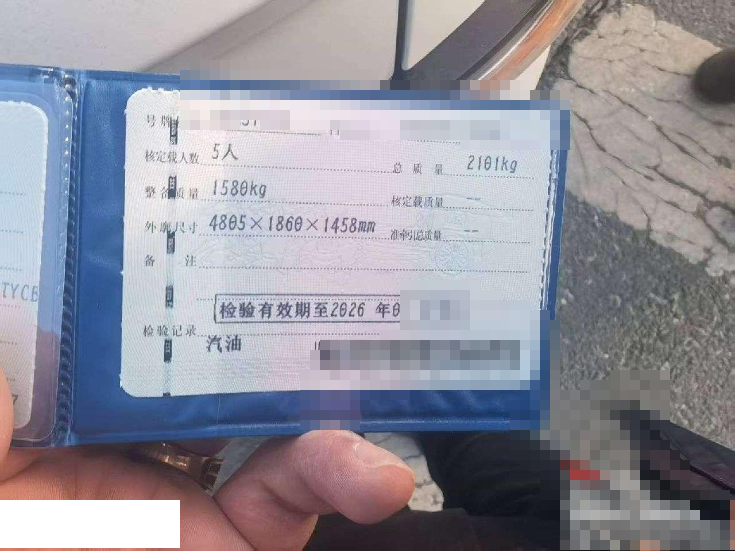 号牌
核定载人数 5人 总质量 2101kg
整备质量 1580kg 核定载质量 --
外廓尺寸 4805×1860×1458mm 准牵引总质量 --
备注
检验有效期至2026 年0
检验记录
汽油
TYCB